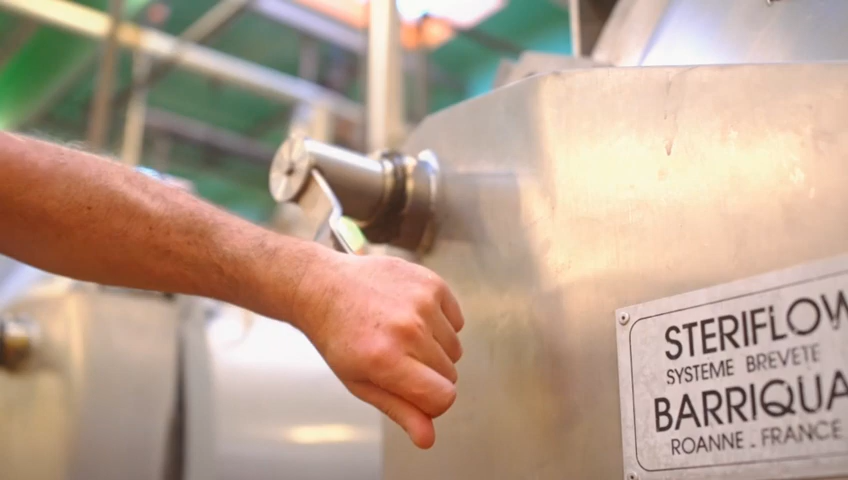 STERIFLOW
SYSTEME BREVETE
BARRIQUA
ROANNE - FRANCE